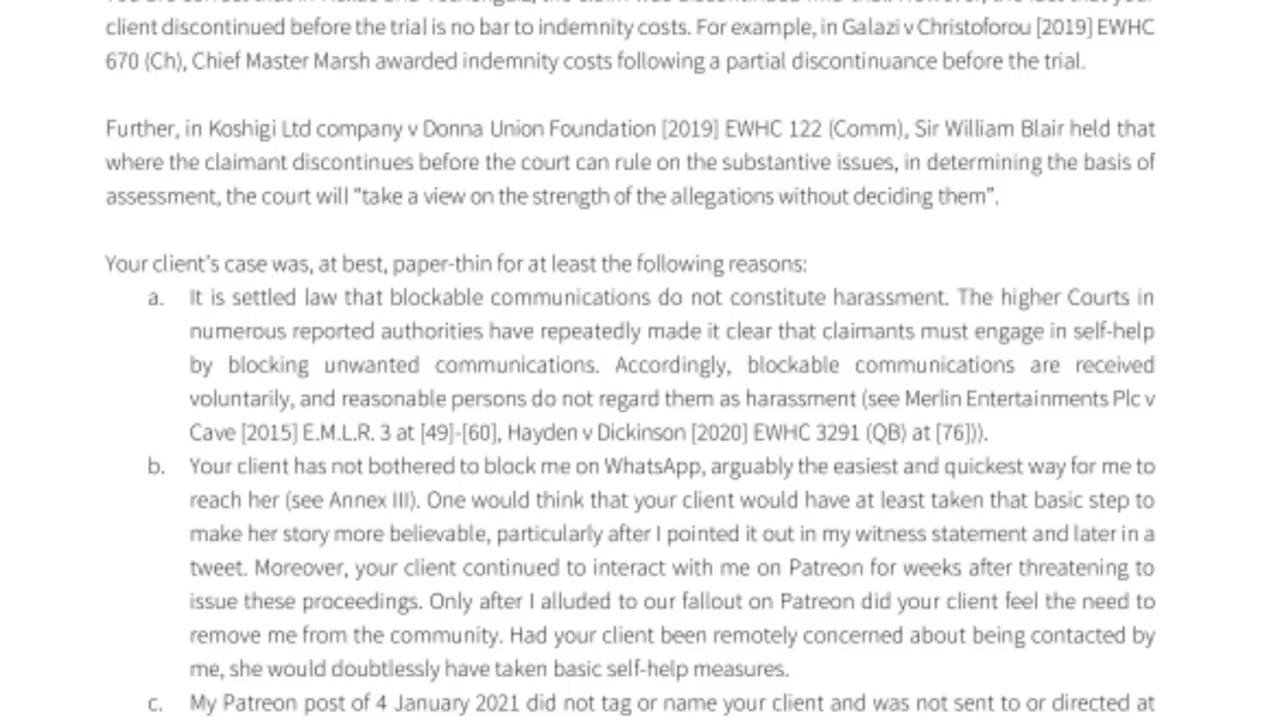 client discontinued before the trial is no bar to indemnity costs. For example, in Galazi v Christoforou [2019] EWHC
670 (Ch), Chief Master Marsh awarded indemnity costs following a partial discontinuance before the trial.
Further, in Koshigi Ltd company v Donna Union Foundation [2019] EWHC 122 (Comm), Sir William Blair held that
where the claimant discontinues before the court can rule on the substantive issues, in determining the basis of
assessment, the court will “take a view on the strength of the allegations without deciding them”.
Your client’s case was, at best, paper-thin for at least the following reasons:
a. It is settled law that blockable communications do not constitute harassment. The higher Courts in
numerous reported authorities have repeatedly made it clear that claimants must engage in self-help
by blocking unwanted communications. Accordingly, blockable communications are received
voluntarily, and reasonable persons do not regard them as harassment (see Merlin Entertainments Plc v
Cave [2015] E.M.L.R. 3 at [49]-[60], Hayden v Dickinson [2020] EWHC 3291 (QB) at [76])).
b. Your client has not bothered to block me on WhatsApp, arguably the easiest and quickest way for me to
reach her (see Annex III). One would think that your client would have at least taken that basic step to
make her story more believable, particularly after I pointed it out in my witness statement and later in a
tweet. Moreover, your client continued to interact with me on Patreon for weeks after threatening to
issue these proceedings. Only after I alluded to our fallout on Patreon did your client feel the need to
remove me from the community. Had your client been remotely concerned about being contacted by
me, she would doubtlessly have taken basic self-help measures.
c. My Patreon post of 4 January 2021 did not tag or name your client and was not sent to or directed at